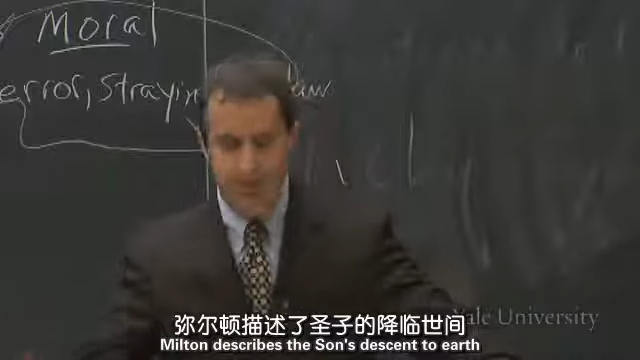 Moral
error, Straying
Yale University
弥尔顿描述了圣子的降临世间
Milton describes the Son's descent to earth